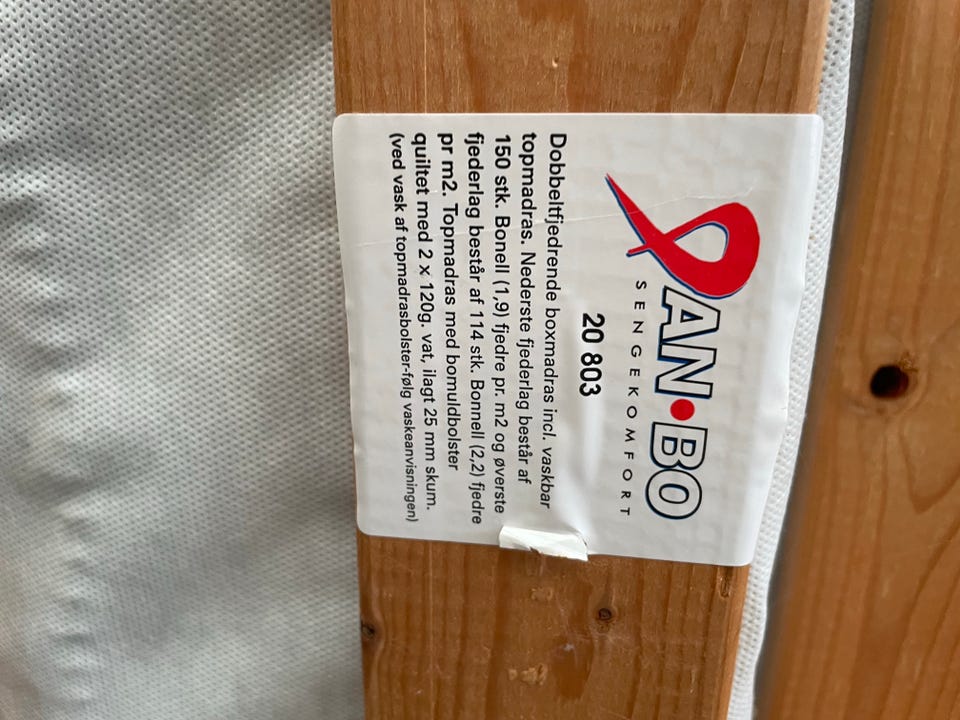 DAN·BO
SENGEKOMFORT
20 803
Dobbeltfjedrende boxmadras incl. vaskbar
topmadras. Nederste fjederlag består af
150 stk. Bonell (1,9) fjedre pr. m2 og øverste
fjederlag består af 114 stk. Bonnell (2,2) fjedre
pr m2. Topmadras med bomuldbolster
quiltet med 2 x 120g. vat, ilagt 25 mm skum.
(ved vask af topmadrasbolster-følg vaskeanvisningen)